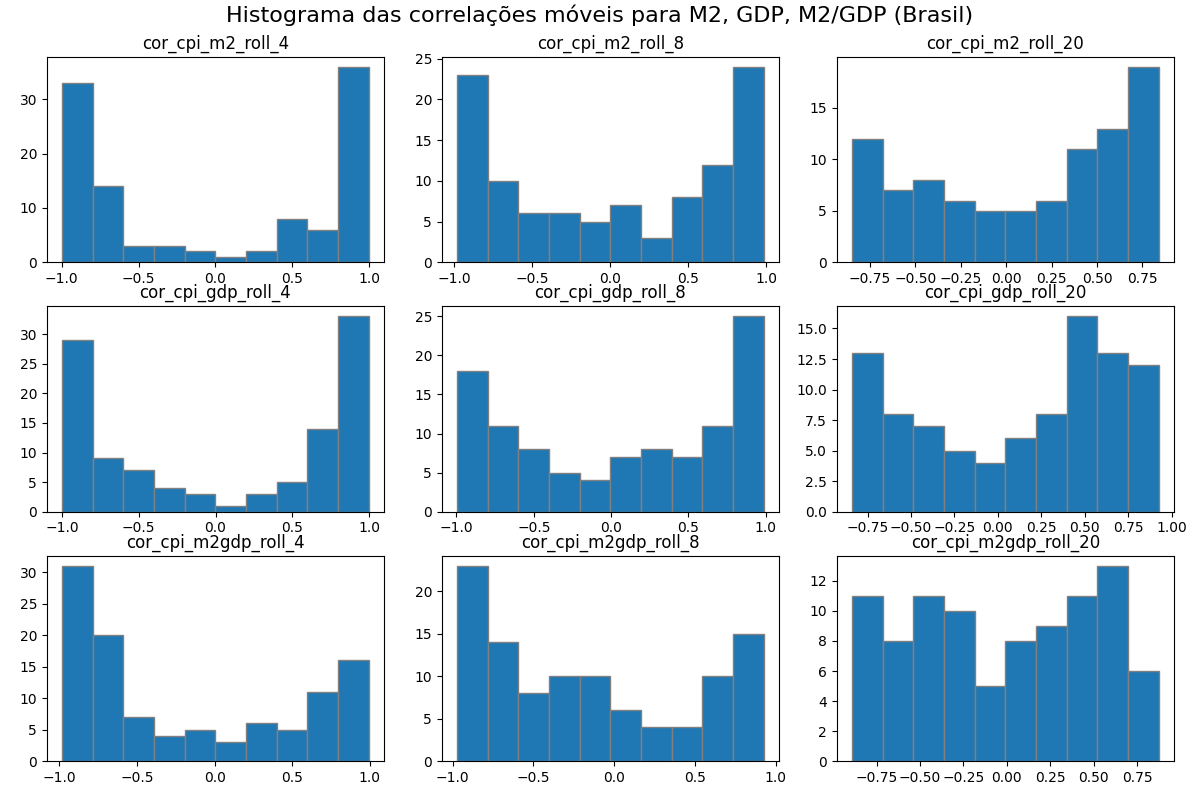 Histograma das correlações móveis para M2, GDP, M2/GDP (Brasil)
cor_cpi_m2_roll_4
cor_cpi_m2_roll_8
cor_cpi_m2_roll_20
30
20
10
0
−1.0 −0.5 0.0 0.5 1.0
25
20
15
10
5
0
−1.0 −0.5 0.0 0.5 1.0
15
10
5
0
−0.75 −0.50 −0.25 0.00 0.25 0.50 0.75
cor_cpi_gdp_roll_4
cor_cpi_gdp_roll_8
cor_cpi_gdp_roll_20
30
25
20
15
10
5
0
−1.0 −0.5 0.0 0.5 1.0
25
20
15
10
5
0
−1.0 −0.5 0.0 0.5 1.0
15.0
12.5
10.0
7.5
5.0
2.5
0.0
−0.75 −0.50 −0.25 0.00 0.25 0.50 0.75 1.00
cor_cpi_m2gdp_roll_4
cor_cpi_m2gdp_roll_8
cor_cpi_m2gdp_roll_20
30
25
20
15
10
5
0
−1.0 −0.5 0.0 0.5 1.0
20
15
10
5
0
−1.0 −0.5 0.0 0.5 1.0
12
10
8
6
4
2
0
−0.75 −0.50 −0.25 0.00 0.25 0.50 0.75